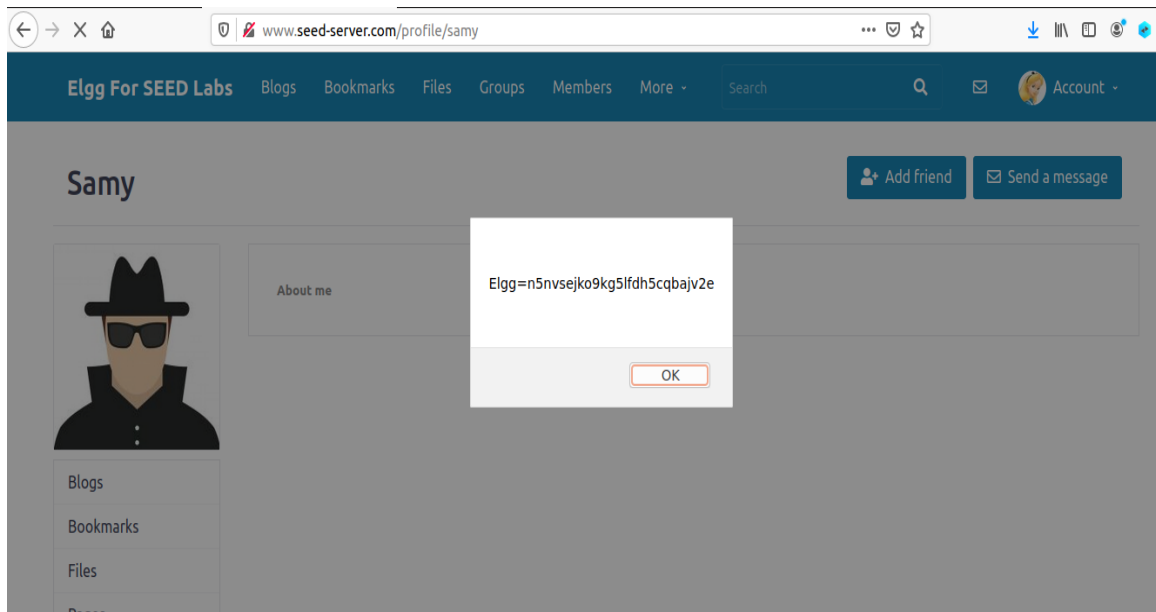 www.seed-server.com/profile/samy
Elgg For SEED Labs Blogs Bookmarks Files Groups Members More Search Account
Samy
Add friend Send a message
About me
Elgg=n5nvsejko9kg5lfdh5cqbajv2e
OK
Blogs
Bookmarks
Files